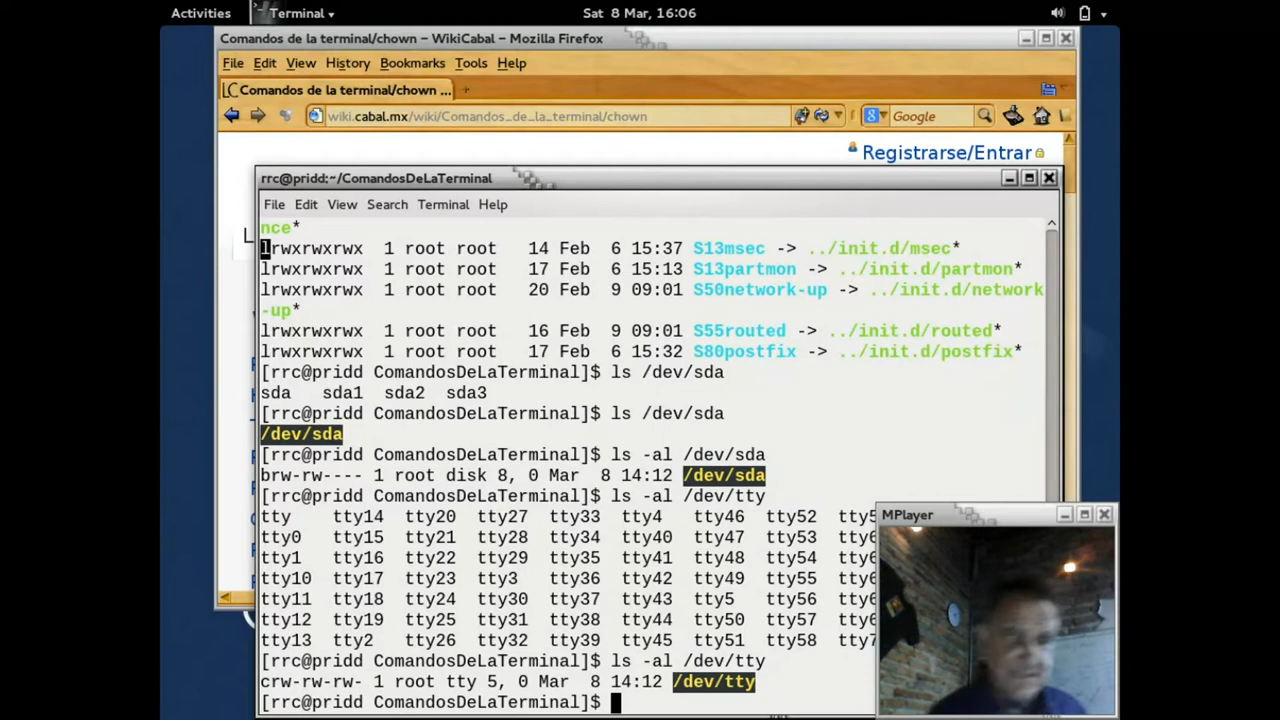 Activities Terminal Sat 8 Mar, 16:06
Comandos de la terminal/chown – WikiCabal – Mozilla Firefox
File Edit View History Bookmarks Tools Help
Comandos de la terminal/chown ...
wiki.cabal.mx/wiki/Comandos_de_la_terminal/chown Google
Registrarse/Entrar
rrc@pridd:~/ComandosDeLaTerminal
File Edit View Search Terminal Help
nce*
lrwxrwxrwx 1 root root 14 Feb 6 15:37 S13msec -> ../init.d/msec*
lrwxrwxrwx 1 root root 17 Feb 6 15:13 S13partmon -> ../init.d/partmon*
lrwxrwxrwx 1 root root 20 Feb 9 09:01 S50network-up -> ../init.d/network
-up*
lrwxrwxrwx 1 root root 16 Feb 9 09:01 S55routed -> ../init.d/routed*
lrwxrwxrwx 1 root root 17 Feb 6 15:32 S80postfix -> ../init.d/postfix*
[rrc@pridd ComandosDeLaTerminal]$ ls /dev/sda
sda sda1 sda2 sda3
[rrc@pridd ComandosDeLaTerminal]$ ls /dev/sda
/dev/sda
[rrc@pridd ComandosDeLaTerminal]$ ls -al /dev/sda
brw-rw---- 1 root disk 8, 0 Mar 8 14:12 /dev/sda
[rrc@pridd ComandosDeLaTerminal]$ ls -al /dev/tty
tty tty14 tty20 tty27 tty33 tty4 tty46 tty52
tty0 tty15 tty21 tty28 tty34 tty40 tty47 tty53
tty1 tty16 tty22 tty29 tty35 tty41 tty48 tty54
tty10 tty17 tty23 tty3 tty36 tty42 tty49 tty55
tty11 tty18 tty24 tty30 tty37 tty43 tty5 tty56
tty12 tty19 tty25 tty31 tty38 tty44 tty50 tty57
tty13 tty2 tty26 tty32 tty39 tty45 tty51 tty58
[rrc@pridd ComandosDeLaTerminal]$ ls -al /dev/tty
crw-rw-rw- 1 root tty 5, 0 Mar 8 14:12 /dev/tty
[rrc@pridd ComandosDeLaTerminal]$
MPlayer